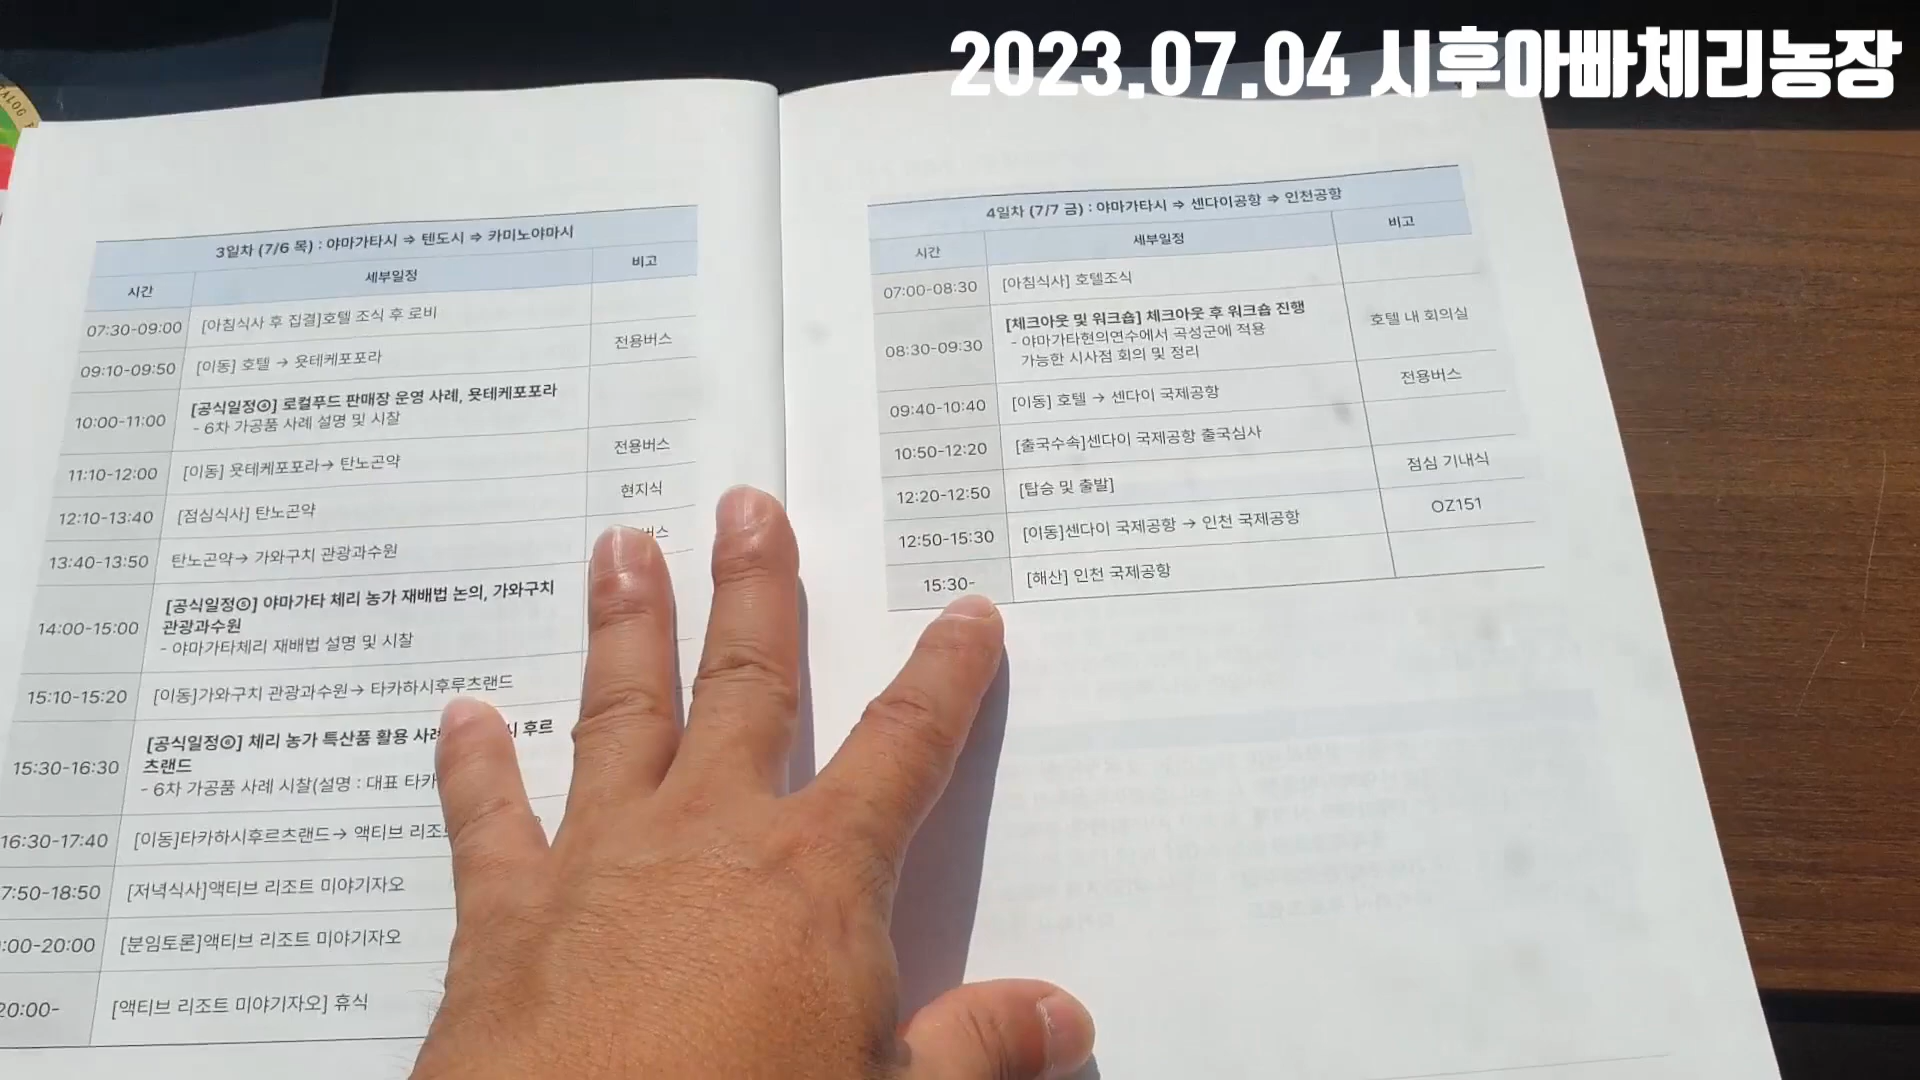 2023.07.04 시후아빠체리농장
3일차 (7/6 목) : 야마가타시 ⇒ 텐도시 ⇒ 카미노야마시
시간 세부일정 비고
07:30-09:00 [아침식사 후 집결]호텔 조식 후 로비
09:10-09:50 [이동] 호텔 → 욧테케포포라 전용버스
10:00-11:00 [공식일정④] 로컬푸드 판매장 운영 사례, 욧테케포포라
- 6차 가공품 사례 설명 및 시찰
11:10-12:00 [이동] 욧테케포포라→ 탄노곤약 전용버스
12:10-13:40 [점심식사] 탄노곤약 현지식
13:40-13:50 탄노곤약→ 가와구치 관광과수원 버스
14:00-15:00 [공식일정⑤] 야마가타 체리 농가 재배법 논의, 가와구치
관광과수원
- 야마가타체리 재배법 설명 및 시찰
15:10-15:20 [이동]가와구치 관광과수원→ 타카하시후루츠랜드
15:30-16:30 [공식일정⑥] 체리 농가 특산품 활용 시 후르
츠랜드
- 6차 가공품 사례 시찰(설명 : 대표 타카
16:30-17:40 [이동]타카하시후르츠랜드→ 액티브
7:50-18:50 [저녁식사]액티브 리조트 미야기자오
:00-20:00 [분임토론]액티브 리조트 미야기자오
20:00- [액티브 리조트 미야기자오] 휴식
4일차 (7/7 금) : 야마가타시 ⇒ 센다이공항 ⇒ 인천공항
시간 세부일정 비고
07:00-08:30 [아침식사] 호텔조식
08:30-09:30 [체크아웃 및 워크숍] 체크아웃 후 워크숍 진행 호텔 내 회의실
- 야마가타현의연수에서 곡성군에 적용
가능한 시사점 회의 및 정리
09:40-10:40 [이동] 호텔 → 센다이 국제공항 전용버스
10:50-12:20 [출국수속]센다이 국제공항 출국심사
12:20-12:50 [탑승 및 출발] 점심 기내식
12:50-15:30 [이동]센다이 국제공항 → 인천 국제공항 OZ151
15:30- [해산] 인천 국제공항